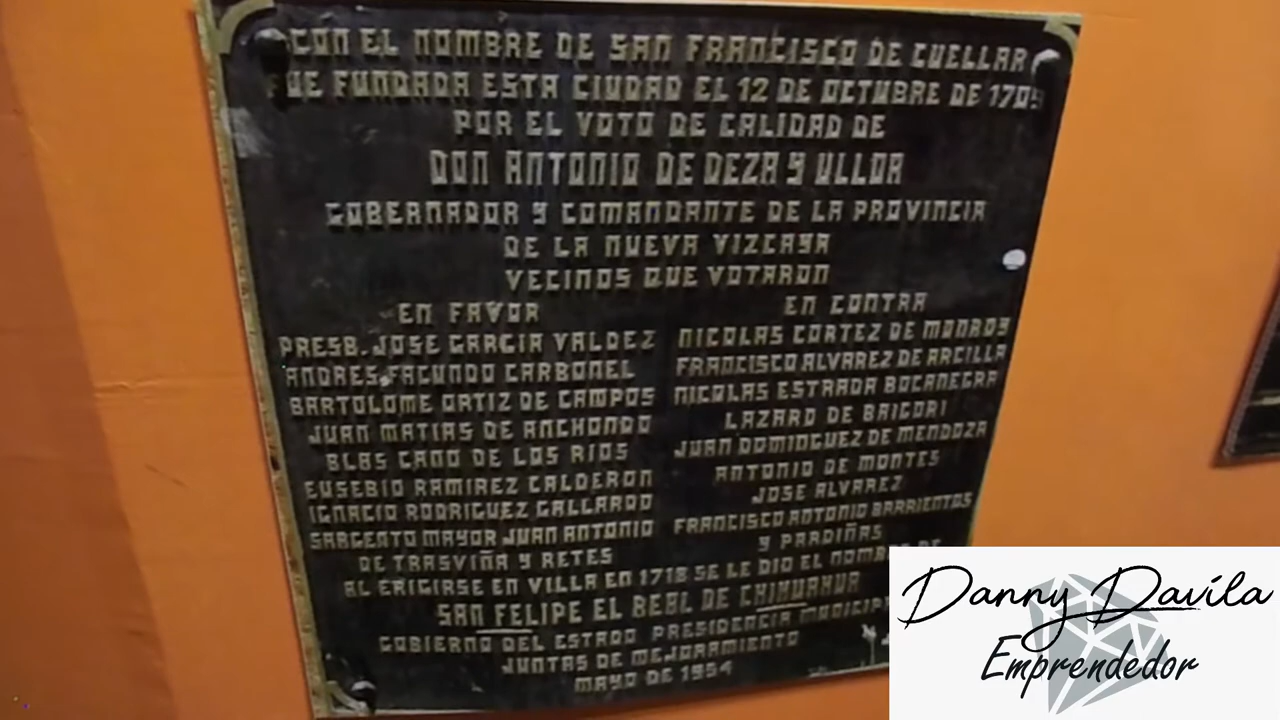 CON EL NOMBRE DE SAN FRANCISCO DE CUELLAR
FUE FUNDADA ESTA CIUDAD EL 12 DE OCTUBRE DE 1709
POR EL VOTO DE CALIDAD DE
DON ANTONIO DE DEZA Y ULLOA
GOBERNADOR Y COMANDANTE DE LA PROVINCIA
DE LA NUEVA VIZCAYA
VECINOS QUE VOTARON
EN FAVOR
PRESB. JOSE GARCIA VALDEZ
ANDRES FACUNDO CARBONEL
BARTOLOME ORTIZ DE CAMPOS
JUAN MATIAS DE ANCHONDO
BLAS CANO DE LOS RIOS
EUSEBIO RAMIREZ CALDERON
IGNACIO RODRIGUEZ GALLARDO
SARGENTO MAYOR JUAN ANTONIO
DE TRASVIÑA Y RETES
EN CONTRA
NICOLAS CORTEZ DE MONROY
FRANCISCO ALVAREZ DE ARCILLA
NICOLAS ESTRADA BOCANEGRA
LAZARO DE BAIGORI
JUAN DOMINGUEZ DE MENDOZA
ANTONIO DE MONTES
JOSE ALVAREZ
FRANCISCO ANTONIO BARRIENTOS
Y PARDIÑAS
AL ERIGIRSE EN VILLA EN 1718 SE LE DIO EL NOMBRE DE
SAN FELIPE EL REAL DE CHIHUAHUA
GOBIERNO DEL ESTADO PRESIDENCIA
JUNTAS DE MEJORAMIENTO
MAYO DE 1954
Danny Davila
Emprendedor